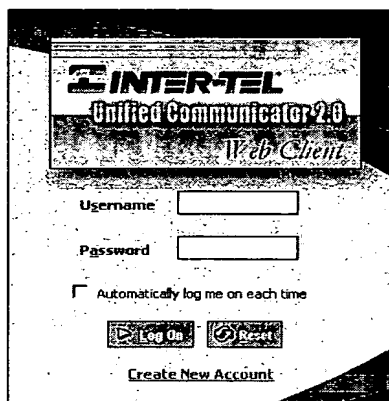 INTER-TEL
Unified Communicator 2.0
Web Client
Username
Password
Automatically log me on each time
Log On
Reset
Create New Account